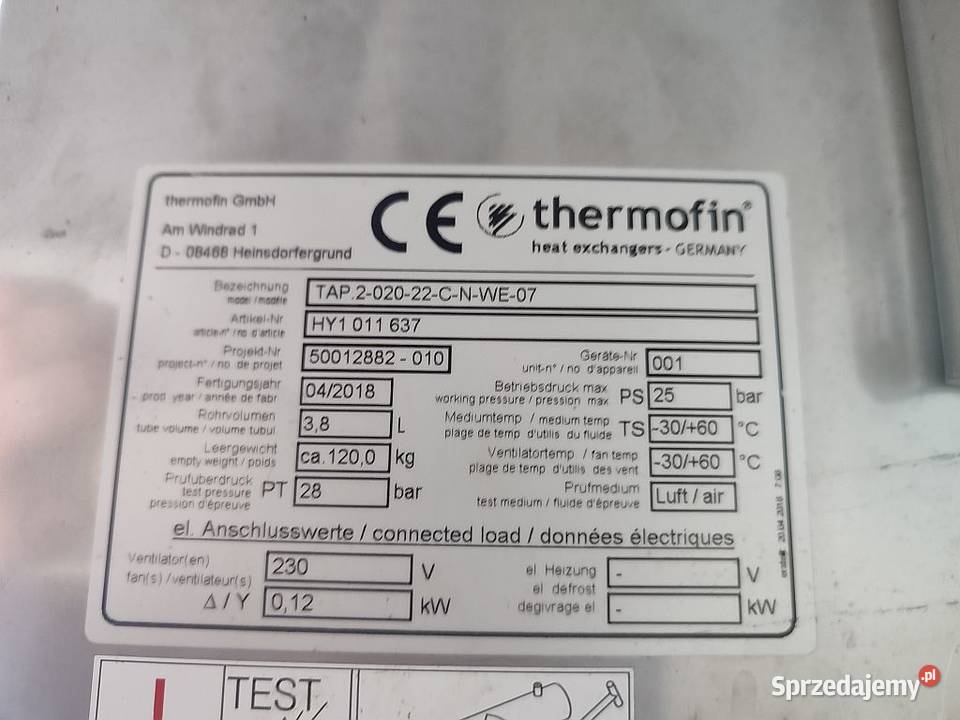 thermofin GmbH
Am Windrad 1
D - 08468 Heinsdorfergrund
CE
thermofin®
heat exchangers - GERMANY
Bezeichnung
model / modèle
TAP.2-020-22-C-N-WE-07
Artikel-Nr
article-n° / no d'article
HY1 011 637
Projekt-Nr
project-n° / no. de projet
50012882 - 010
Geräte-Nr
unit-n° / no. d'appareil
001
Fertigungsjahr
prod. year / année de fabr
04/2018
Betriebsdruck max
working pressure / pression max
PS 25 bar
Rohrvolumen
tube volume / volume tubul.
3,8 L
Mediumtemp / medium temp
plage de temp d'utilis du fluide
TS -30/+60 °C
Leergewicht
empty weight / poids
ca.120,0 kg
Ventilatortemp / fan temp
plage de temp d'utilis des vent
-30/+60 °C
Prüfüberdruck
test pressure
pression d'épreuve
PT 28 bar
Prüfmedium
test medium / fluide d'épreuve
Luft / air
el. Anschlusswerte / connected load / données électriques
Ventilator(en)
fan(s) / ventilateur(s)
230 V
Δ / Y 0,12 kW
el Heizung
el defrost
dégivrage el
- V
- kW
TEST
Sprzedajemy.pl